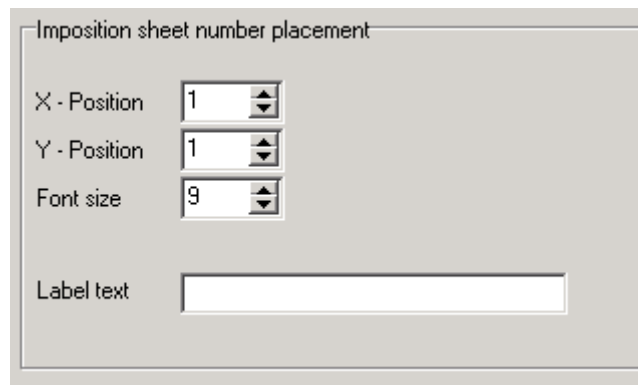 Imposition sheet number placement
X - Position 1
Y - Position 1
Font size 9
Label text